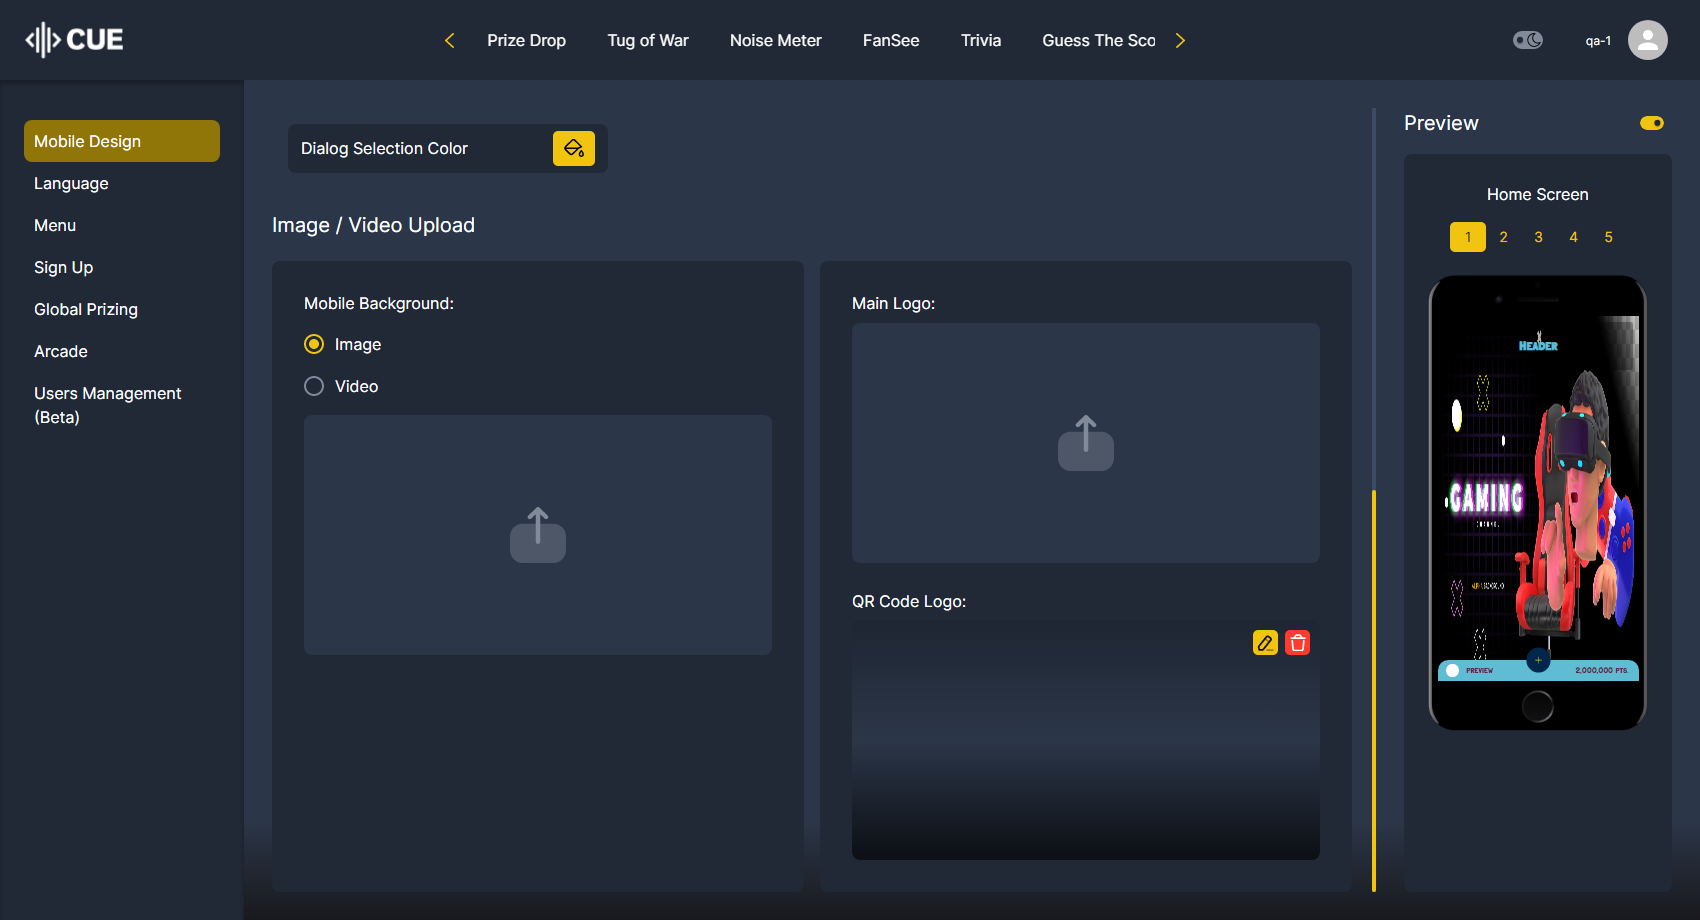 CUE
Prize Drop
Tug of War
Noise Meter
FanSee
Trivia
Guess The Sco
qa-1
Mobile Design
Language
Menu
Sign Up
Global Prizing
Arcade
Users Management
(Beta)
Dialog Selection Color
Image / Video Upload
Mobile Background:
Image
Video
Main Logo:
QR Code Logo:
Preview
Home Screen
1 2 3 4 5
HEADER
GAMING
CHANNEL
PREVIEW
2,000,000 PTS.